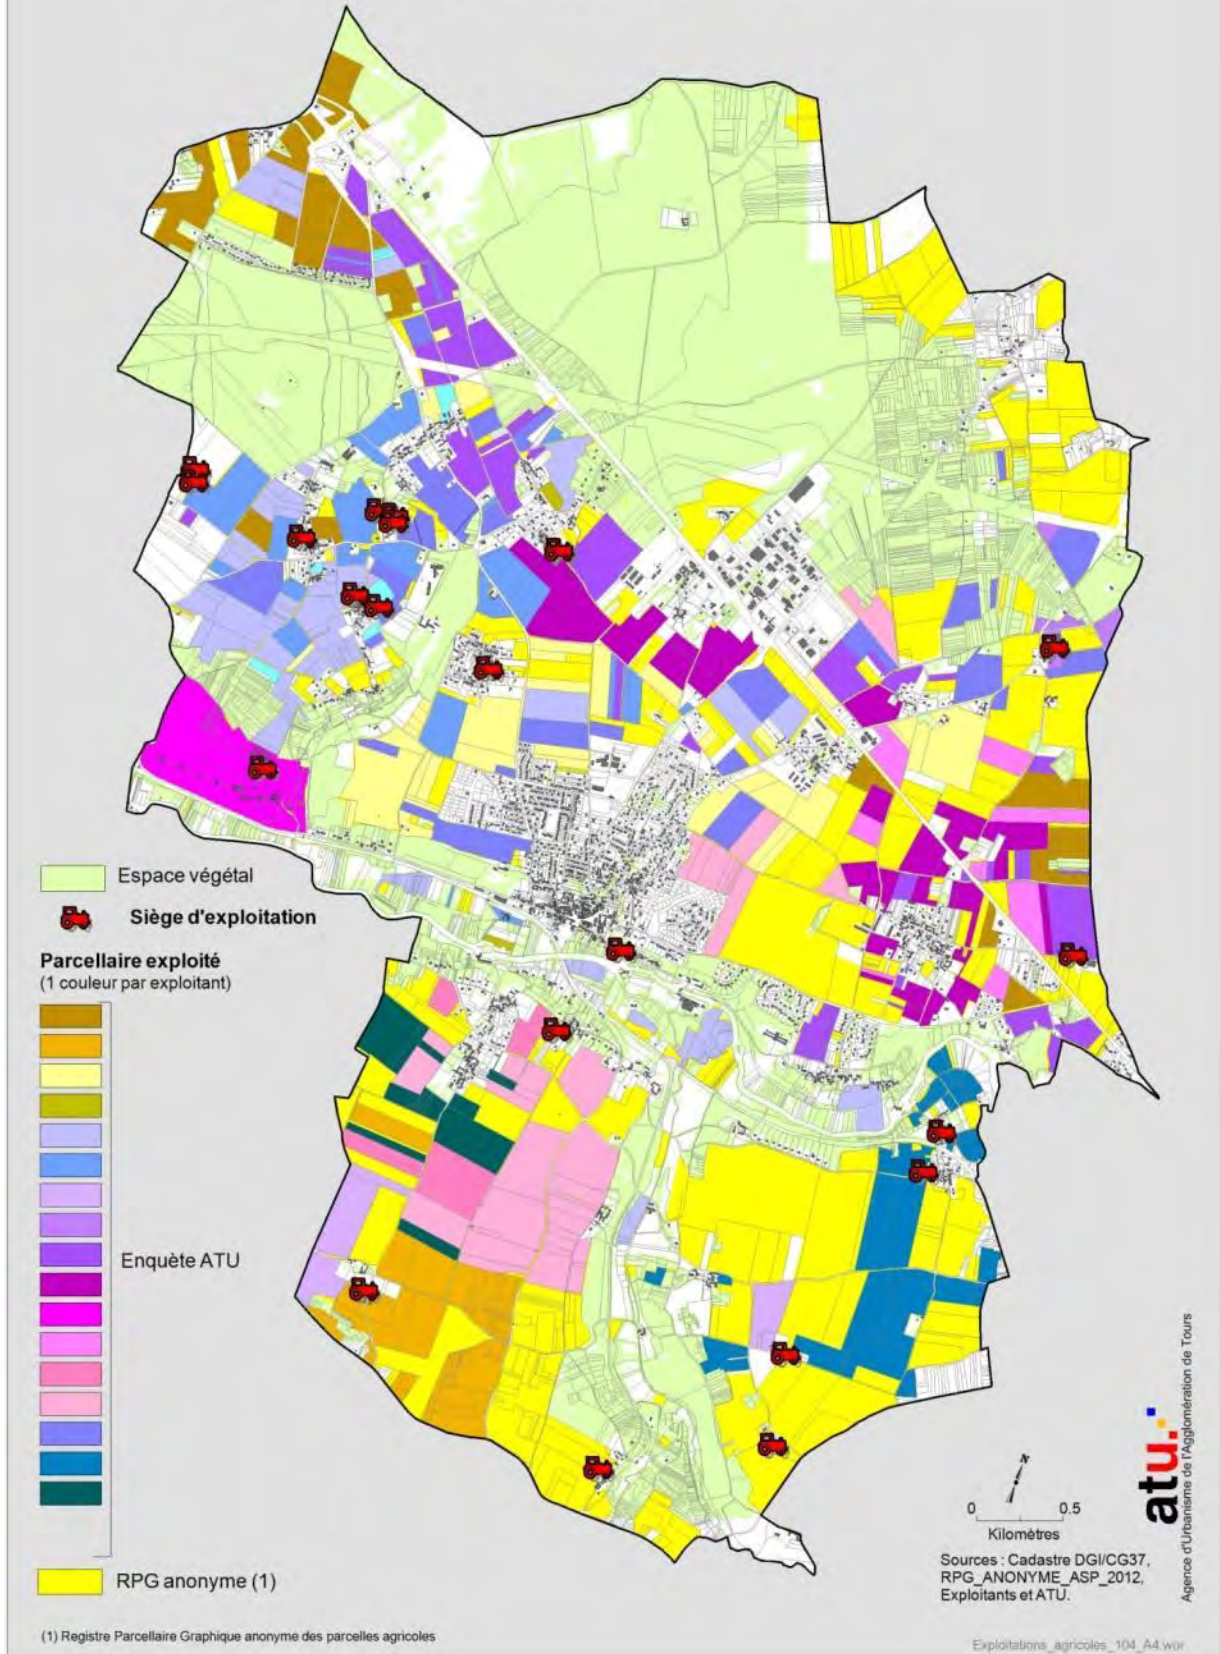 Espace végétal
Siège d'exploitation
Parcellaire exploité
(1 couleur par exploitant)
Enquète ATU
RPG anonyme (1)
(1) Registre Parcellaire Graphique anonyme des parcelles agricoles
N
0 0.5
Kilomètres
Sources : Cadastre DGI/CG37,
RPG_ANONYME_ASP_2012,
Exploitants et ATU.
atu
Agence d'Urbanisme de l'Agglomération de Tours
Exploitations_agricoles_104_A4.wor